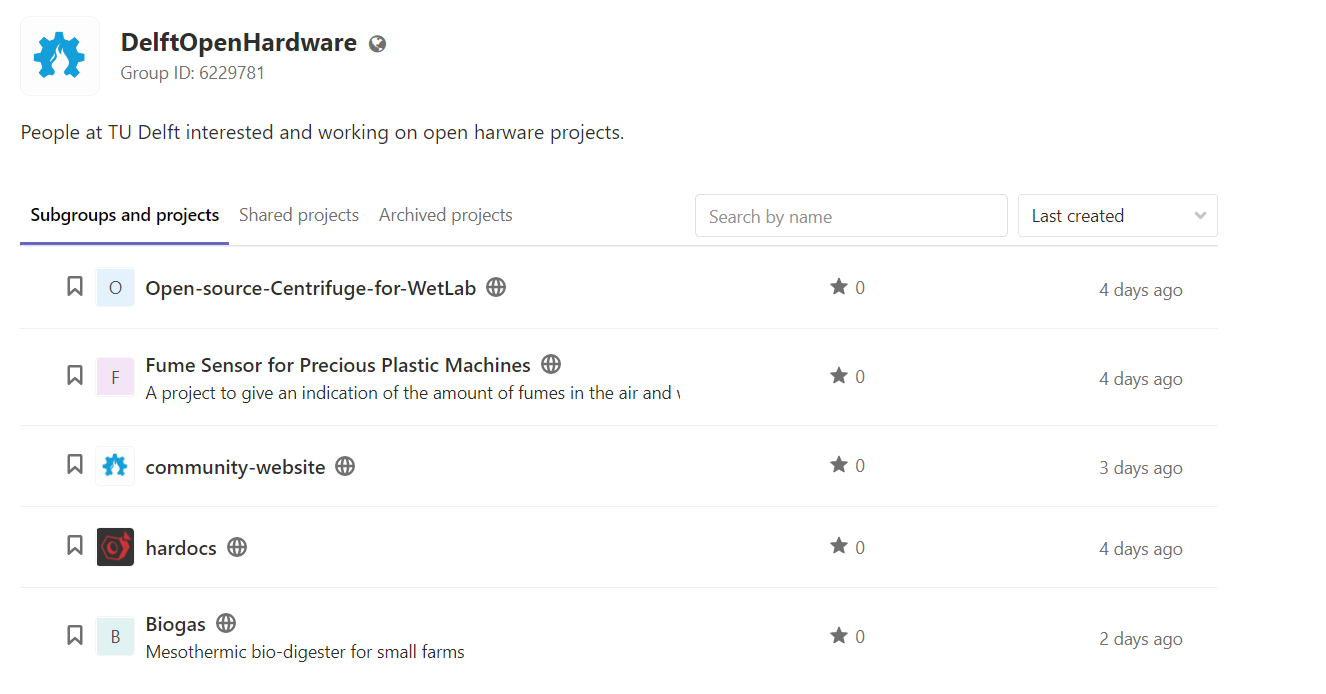 DelftOpenHardware
Group ID: 6229781
People at TU Delft interested and working on open harware projects.
Subgroups and projects Shared projects Archived projects Search by name Last created
O Open-source-Centrifuge-for-WetLab 0 4 days ago
Fume Sensor for Precious Plastic Machines
F 0 4 days ago
A project to give an indication of the amount of fumes in the air and
community-website 0 3 days ago
hardocs 0 4 days ago
Biogas
B 0 2 days ago
Mesothermic bio-digester for small farms